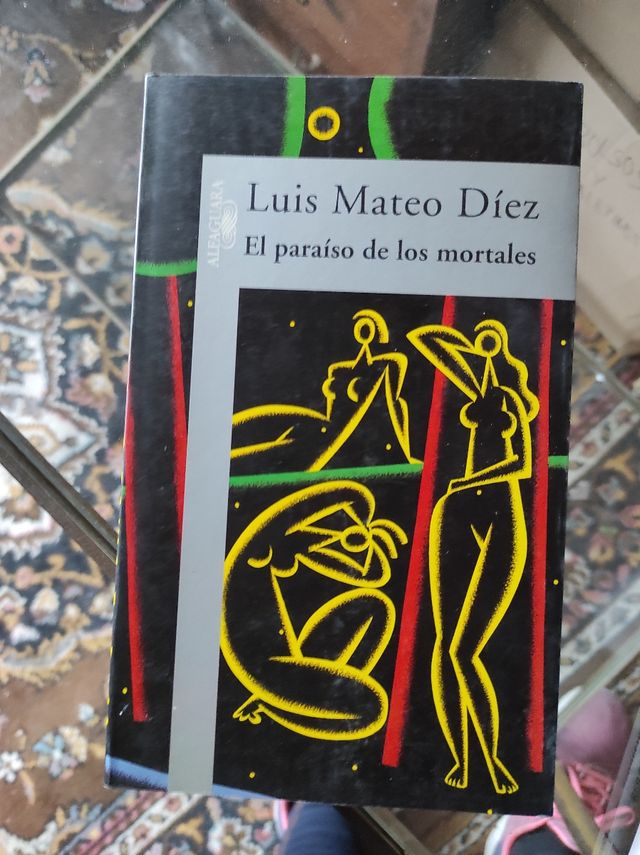 Luis Mateo Díez
El paraíso de los mortales
ALFAGUARA